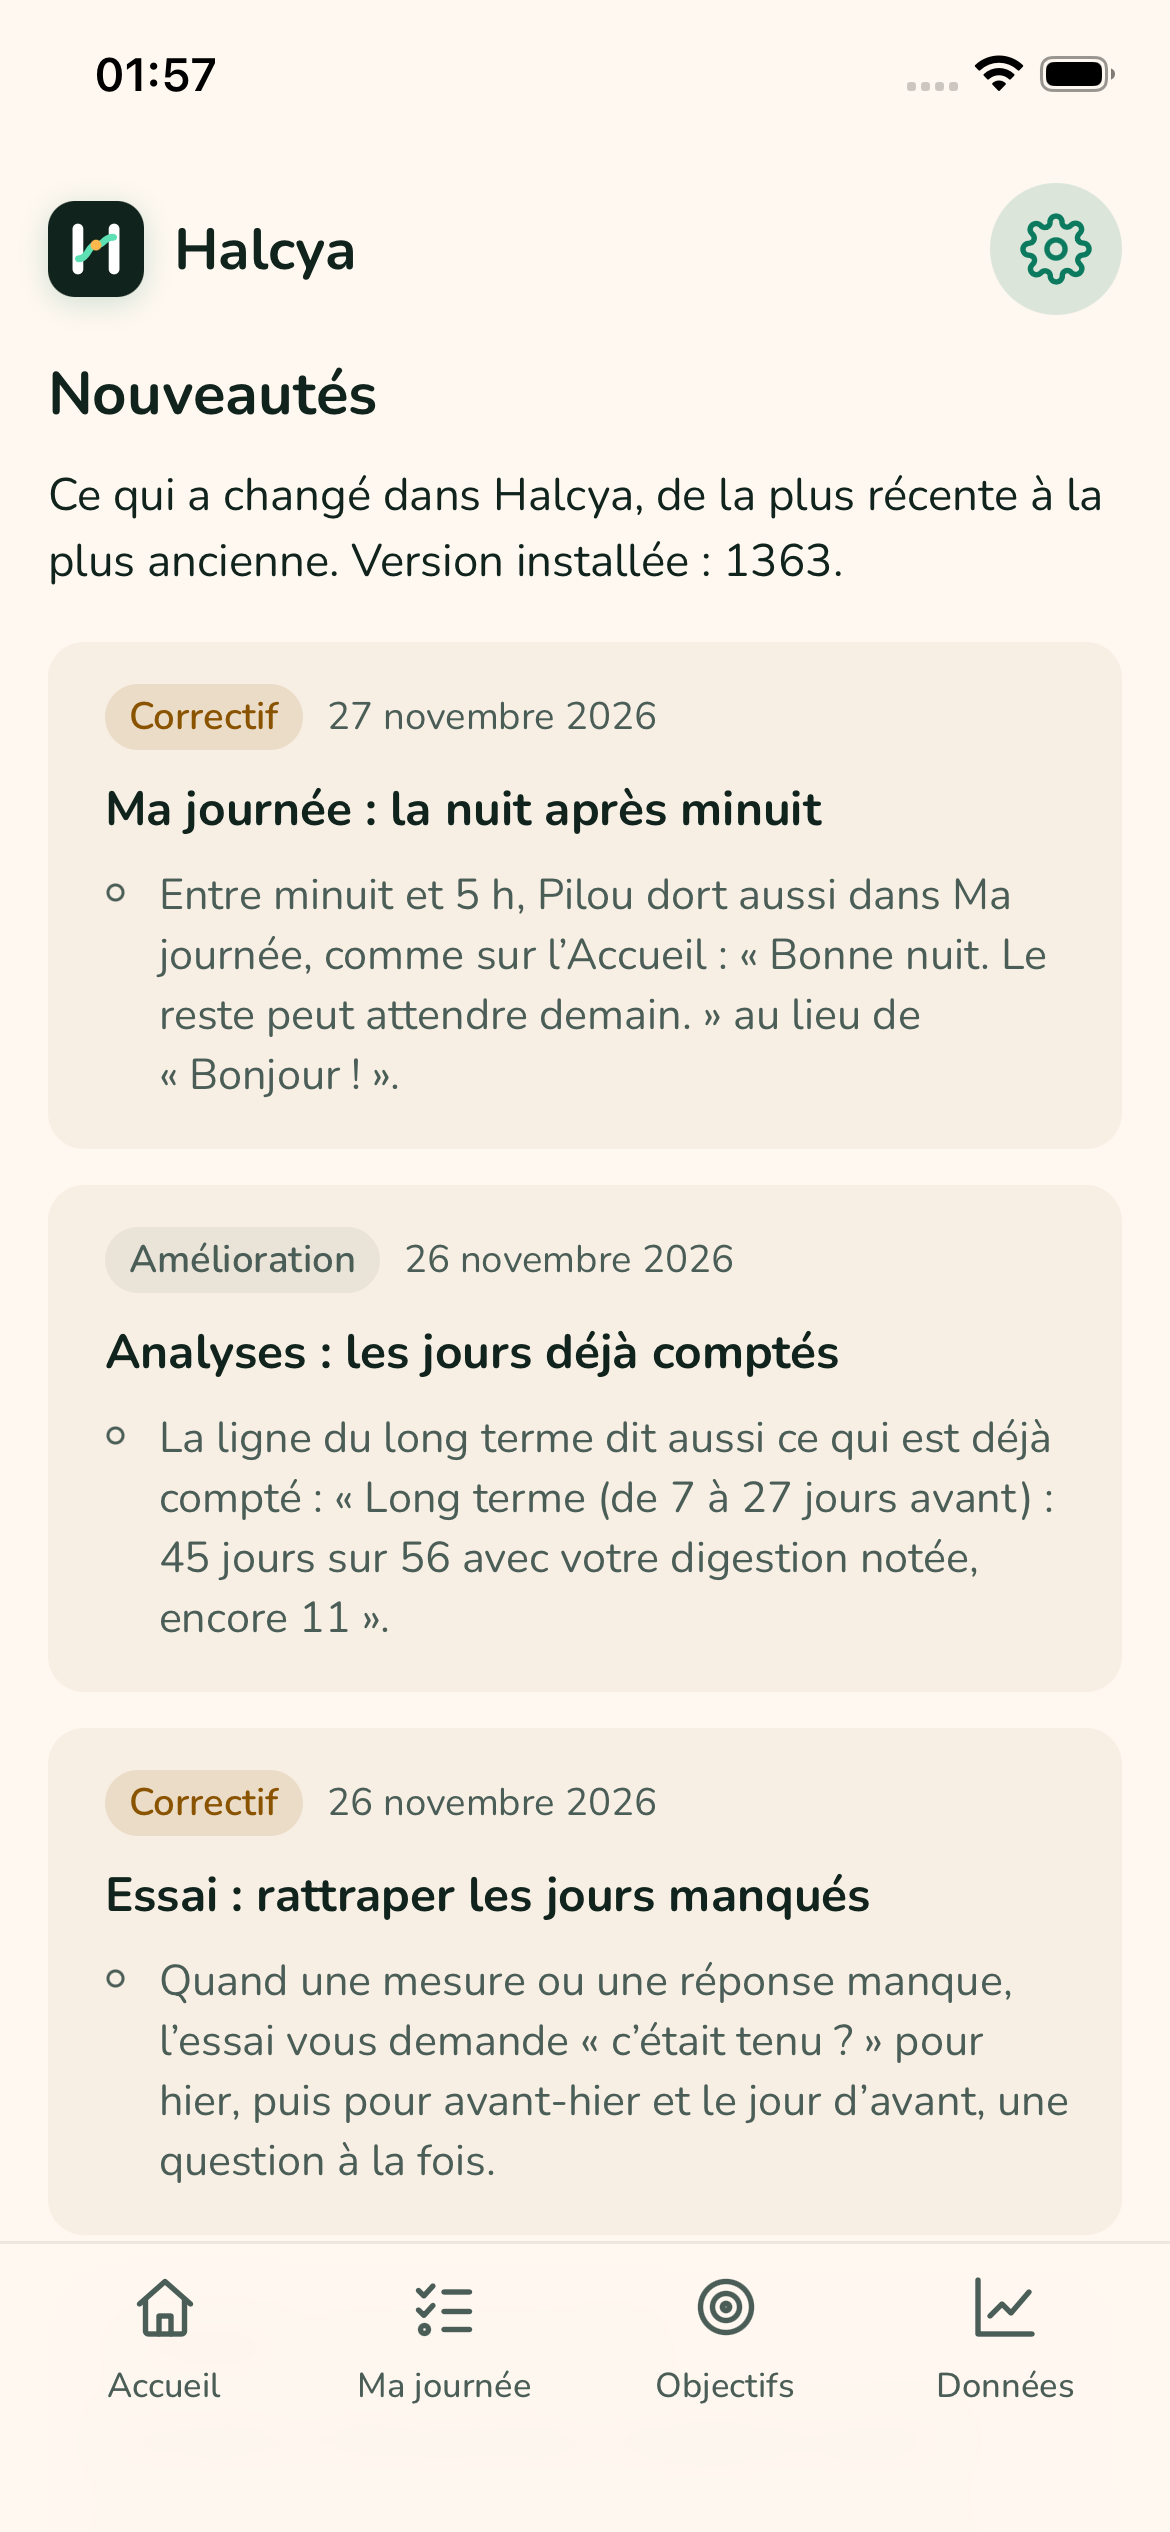 01:57
Halcya
Nouveautés
Ce qui a changé dans Halcya, de la plus récente à la
plus ancienne. Version installée : 1363.
Correctif 27 novembre 2026
Ma journée : la nuit après minuit
Entre minuit et 5 h, Pilou dort aussi dans Ma
journée, comme sur l’Accueil : « Bonne nuit. Le
reste peut attendre demain. » au lieu de
« Bonjour ! ».
Amélioration 26 novembre 2026
Analyses : les jours déjà comptés
La ligne du long terme dit aussi ce qui est déjà
compté : « Long terme (de 7 à 27 jours avant) :
45 jours sur 56 avec votre digestion notée,
encore 11 ».
Correctif 26 novembre 2026
Essai : rattraper les jours manqués
Quand une mesure ou une réponse manque,
l’essai vous demande « c’était tenu ? » pour
hier, puis pour avant-hier et le jour d’avant, une
question à la fois.
Accueil Ma journée Objectifs Données